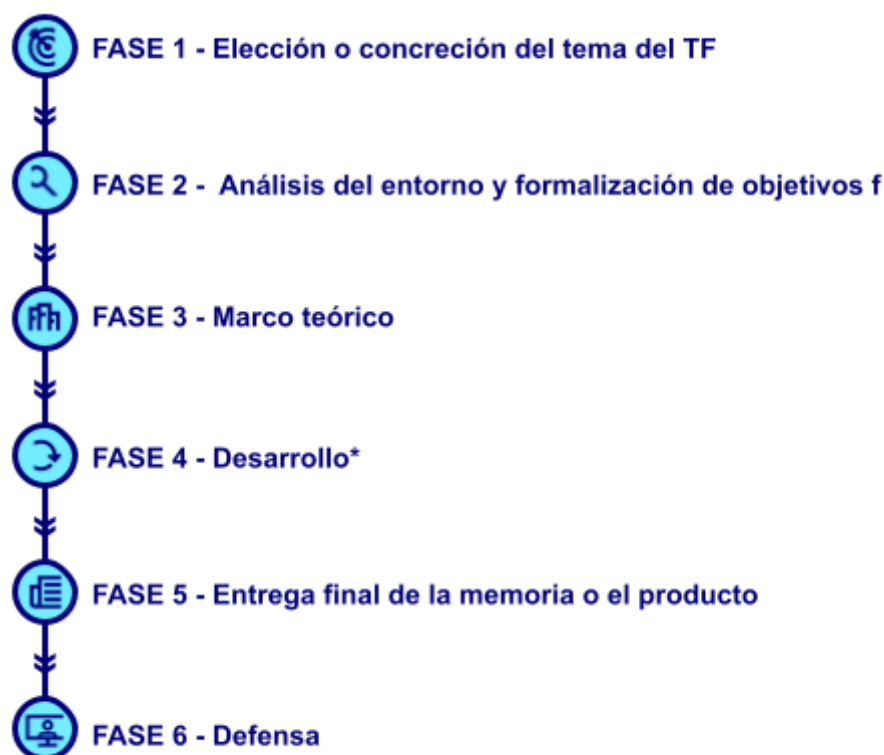 FASE 1 - Elección o concreción del tema del TF
FASE 2 - Análisis del entorno y formalización de objetivos f
FASE 3 - Marco teórico
FASE 4 - Desarrollo*
FASE 5 - Entrega final de la memoria o el producto
FASE 6 - Defensa